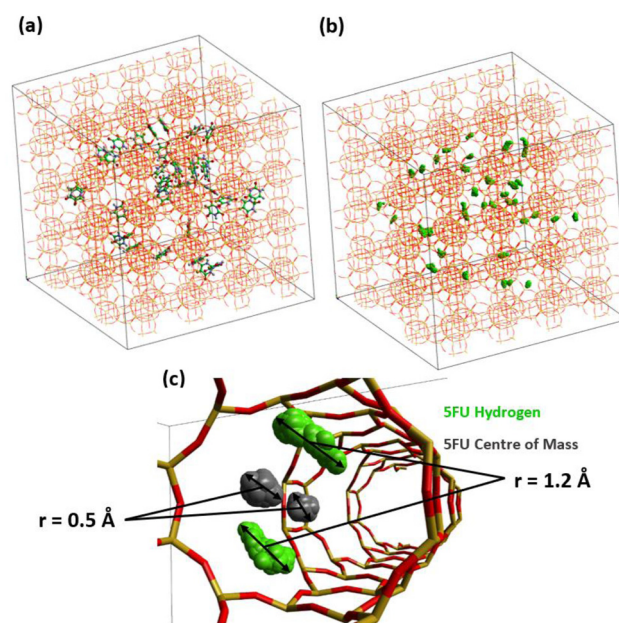 (a)
(b)
(c)
5FU Hydrogen
5FU Centre of Mass
r = 1.2 Å
r = 0.5 Å